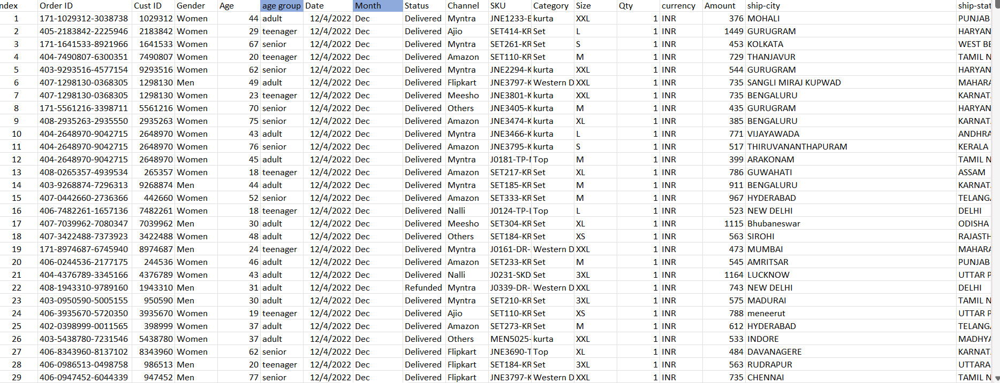 ndex Order ID Cust ID Gender Age age group Date Month Status Channel SKU Category Size Qty currency Amount ship-city ship-stat
1 171-1029312-3038738 1029312 Women 44 adult 12/4/2022 Dec Delivered Myntra JNE1233-B kurta XXL 1 INR 376 MOHALI PUNJAB
2 405-2183842-2225946 2183842 Women 29 teenager 12/4/2022 Dec Delivered Ajio SET414-KR Set L 1 INR 1449 GURUGRAM HARYAN
3 171-1641533-8921966 1641533 Women 67 senior 12/4/2022 Dec Delivered Myntra SET261-KR Set S 1 INR 453 KOLKATA WEST BE
4 404-7490807-6300351 7490807 Women 20 teenager 12/4/2022 Dec Delivered Amazon SET110-KR Set M 1 INR 729 THANJAVUR TAMIL N
5 403-9293516-4577154 9293516 Women 62 senior 12/4/2022 Dec Delivered Myntra JNE2294-K kurta XXL 1 INR 544 GURUGRAM HARYAN
6 407-1298130-0368305 1298130 Men 49 adult 12/4/2022 Dec Delivered Flipkart JNE3797-K Western D XXL 1 INR 735 SANGLI MIRAJ KUPWAD MAHARA
7 407-1298130-0368305 1298130 Women 23 teenager 12/4/2022 Dec Delivered Meesho JNE3801-K kurta XXL 1 INR 735 BENGALURU KARNAT
8 171-5561216-3398711 5561216 Women 70 senior 12/4/2022 Dec Delivered Others JNE3405-K kurta M 1 INR 435 GURUGRAM HARYAN
9 408-2935263-2935550 2935263 Women 75 senior 12/4/2022 Dec Delivered Amazon JNE3474-K kurta XL 1 INR 385 BENGALURU KARNAT
10 404-2648970-9042715 2648970 Women 43 adult 12/4/2022 Dec Delivered Myntra JNE3466-K kurta L 1 INR 771 VIJAYAWADA ANDHRA
11 404-2648970-9042715 2648970 Women 76 senior 12/4/2022 Dec Delivered Amazon JNE3795-K kurta S 1 INR 517 THIRUVANANTHAPURAM KERALA
12 404-2648970-9042715 2648970 Women 45 adult 12/4/2022 Dec Delivered Myntra J0181-TP-M Top M 1 INR 399 ARAKONAM TAMIL N
13 408-0265357-4939534 265357 Women 18 teenager 12/4/2022 Dec Delivered Amazon SET217-KR Set XL 1 INR 786 GUWAHATI ASSAM
14 403-9268874-7296313 9268874 Men 44 adult 12/4/2022 Dec Delivered Myntra SET185-KR Set M 1 INR 911 BENGALURU KARNAT
15 407-0442660-2736366 442660 Women 52 senior 12/4/2022 Dec Delivered Amazon SET333-KR Set M 1 INR 967 HYDERABAD TELANGA
16 406-7482261-1657136 7482261 Women 18 teenager 12/4/2022 Dec Delivered Nalli J0124-TP-L Top L 1 INR 523 NEW DELHI DELHI
17 407-7039962-7080347 7039962 Men 30 adult 12/4/2022 Dec Delivered Meesho SET304-KR Set XL 1 INR 1115 Bhubaneswar ODISHA
18 407-3422488-7373923 3422488 Women 48 adult 12/4/2022 Dec Delivered Others SET184-KR Set XS 1 INR 563 SIROHI RAJASTH
19 171-8974687-6745940 8974687 Men 24 teenager 12/4/2022 Dec Delivered Myntra J0161-DR- Western D XXL 1 INR 473 MUMBAI MAHARA
20 406-0244536-2177175 244536 Women 46 adult 12/4/2022 Dec Delivered Amazon SET233-KR Set M 1 INR 545 AMRITSAR PUNJAB
21 404-4376789-3345166 4376789 Women 43 adult 12/4/2022 Dec Delivered Nalli J0231-SKD Set 3XL 1 INR 1164 LUCKNOW UTTAR P
22 408-1943310-9789160 1943310 Men 31 adult 12/4/2022 Dec Refunded Myntra J0339-DR- Western D XXL 1 INR 743 NEW DELHI DELHI
23 403-0950590-5005155 950590 Men 30 adult 12/4/2022 Dec Delivered Myntra SET210-KR Set 3XL 1 INR 575 MADURAI TAMIL N
24 406-3935670-5720350 3935670 Women 19 teenager 12/4/2022 Dec Delivered Ajio SET110-KR Set XS 1 INR 788 meneerut UTTAR P
25 402-0398999-0011565 398999 Women 37 adult 12/4/2022 Dec Delivered Amazon SET273-KR Set M 1 INR 612 HYDERABAD TELANGA
26 403-5438780-7231546 5438780 Women 37 adult 12/4/2022 Dec Delivered Others MEN5025- kurta XXL 1 INR 533 INDORE MADHYA
27 406-8343960-8137102 8343960 Women 62 senior 12/4/2022 Dec Delivered Flipkart JNE3690-T Top XL 1 INR 484 DAVANAGERE KARNAT
28 406-0986513-0498758 986513 Men 20 teenager 12/4/2022 Dec Delivered Flipkart SET184-KR Set 3XL 1 INR 563 RUDRAPUR UTTARA
29 406-0947452-6044339 947452 Men 77 senior 12/4/2022 Dec Delivered Myntra JNE3797-K Western D XXL 1 INR 735 CHENNAI TAMIL N